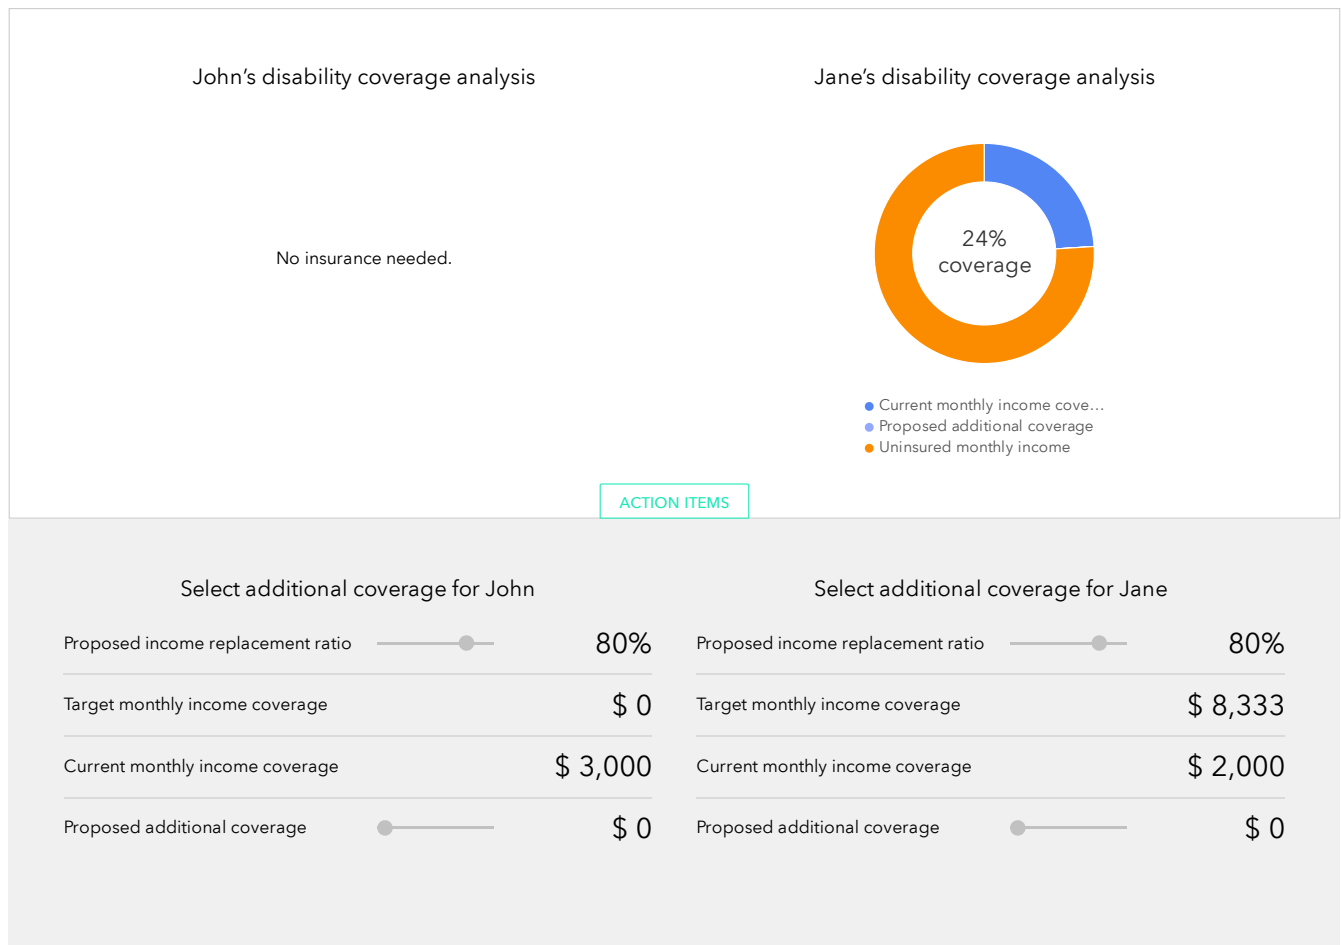 John’s disability coverage analysis
No insurance needed.
Jane’s disability coverage analysis
24%
coverage
Current monthly income cove…
Proposed additional coverage
Uninsured monthly income
ACTION ITEMS
Select additional coverage for John
Proposed income replacement ratio 80%
Target monthly income coverage $ 0
Current monthly income coverage $ 3,000
Proposed additional coverage $ 0
Select additional coverage for Jane
Proposed income replacement ratio 80%
Target monthly income coverage $ 8,333
Current monthly income coverage $ 2,000
Proposed additional coverage $ 0